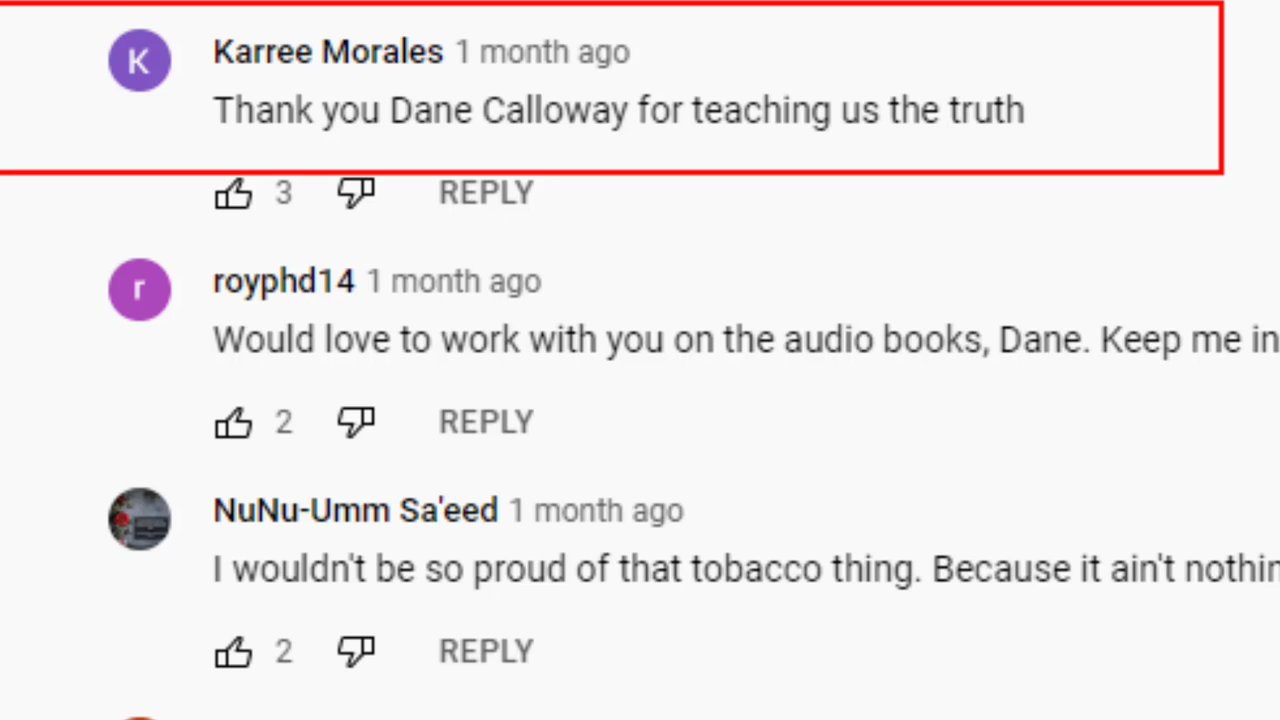 K
Karree Morales 1 month ago
Thank you Dane Calloway for teaching us the truth
3 REPLY
r
royphd14 1 month ago
Would love to work with you on the audio books, Dane. Keep me in
2 REPLY
NuNu-Umm Sa'eed 1 month ago
I wouldn't be so proud of that tobacco thing. Because it ain't nothin
2 REPLY